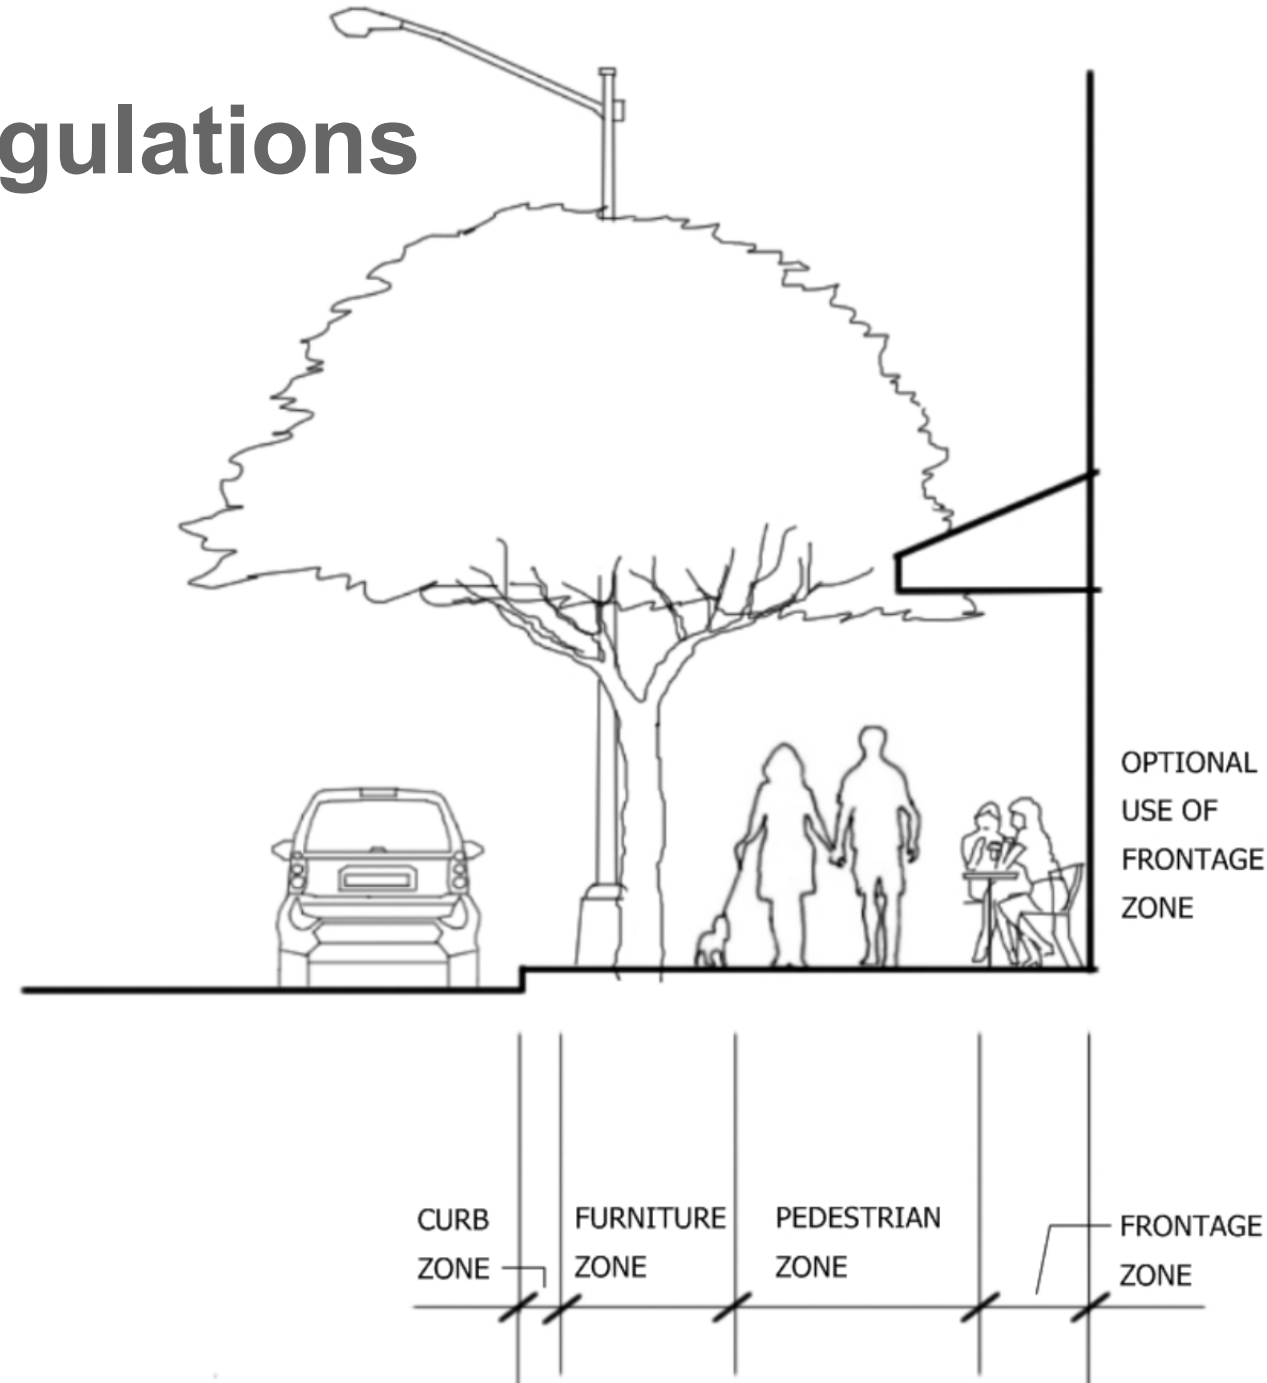 gulations
OPTIONAL
USE OF
FRONTAGE
ZONE
CURB
ZONE
FURNITURE
ZONE
PEDESTRIAN
ZONE
FRONTAGE
ZONE